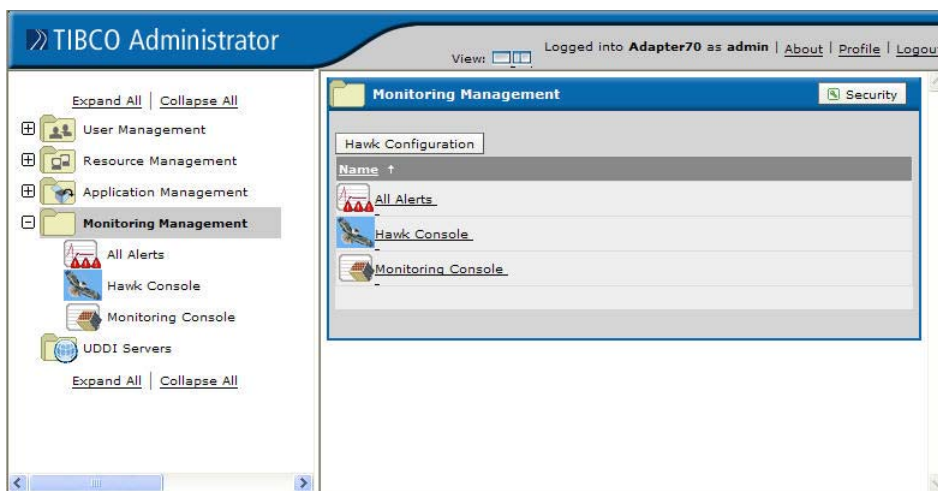 TIBCO Administrator
View:
Logged into Adapter70 as admin | About | Profile | Logou
Expand All | Collapse All
User Management
Resource Management
Application Management
Monitoring Management
All Alerts
Hawk Console
Monitoring Console
UDDI Servers
Expand All | Collapse All
Monitoring Management
Security
Hawk Configuration
Name ↑
All Alerts
Hawk Console
Monitoring Console